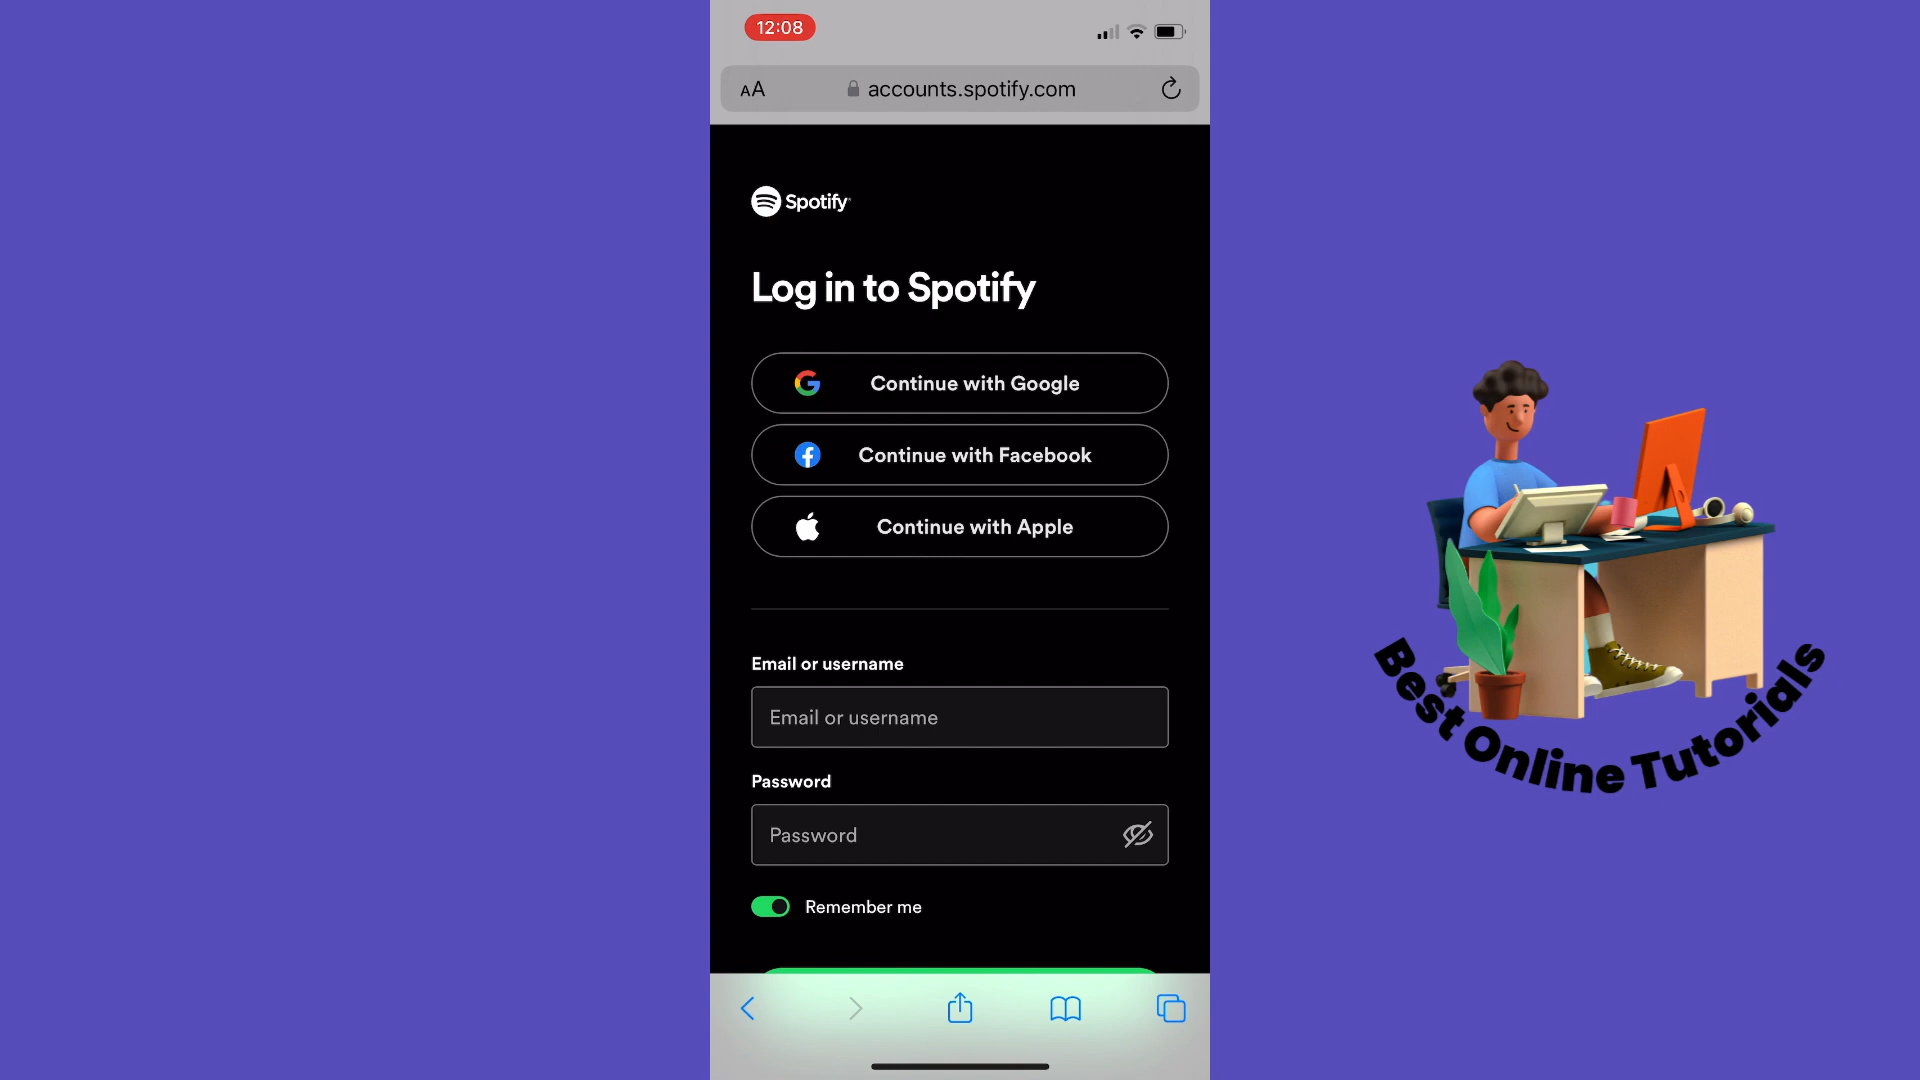 12:08
AA
accounts.spotify.com
Spotify
Log in to Spotify
Continue with Google
Continue with Facebook
Continue with Apple
Email or username
Email or username
Password
Password
Remember me
Best Online Tutorials